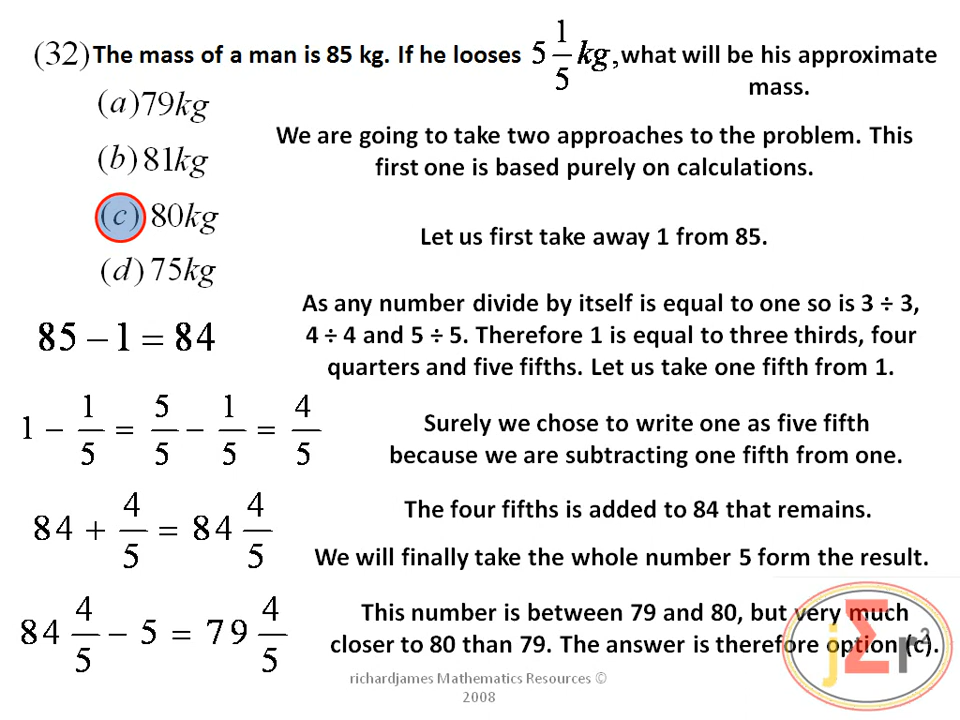 (32) The mass of a man is 85 kg. If he looses 5 1/5 kg, what will be his approximate
mass.
(a) 79kg
We are going to take two approaches to the problem. This
first one is based purely on calculations.
(b) 81kg
(c) 80kg
Let us first take away 1 from 85.
(d) 75kg
As any number divide by itself is equal to one so is 3 ÷ 3,
4 ÷ 4 and 5 ÷ 5. Therefore 1 is equal to three thirds, four
quarters and five fifths. Let us take one fifth from 1.
85 − 1 = 84
1 − 1/5 = 5/5 − 1/5 = 4/5
Surely we chose to write one as five fifth
because we are subtracting one fifth from one.
84 + 4/5 = 84 4/5
The four fifths is added to 84 that remains.
We will finally take the whole number 5 form the result.
84 4/5 − 5 = 79 4/5
This number is between 79 and 80, but very much
closer to 80 than 79. The answer is therefore option (c).
jΣr²
richardjames Mathematics Resources ©
2008